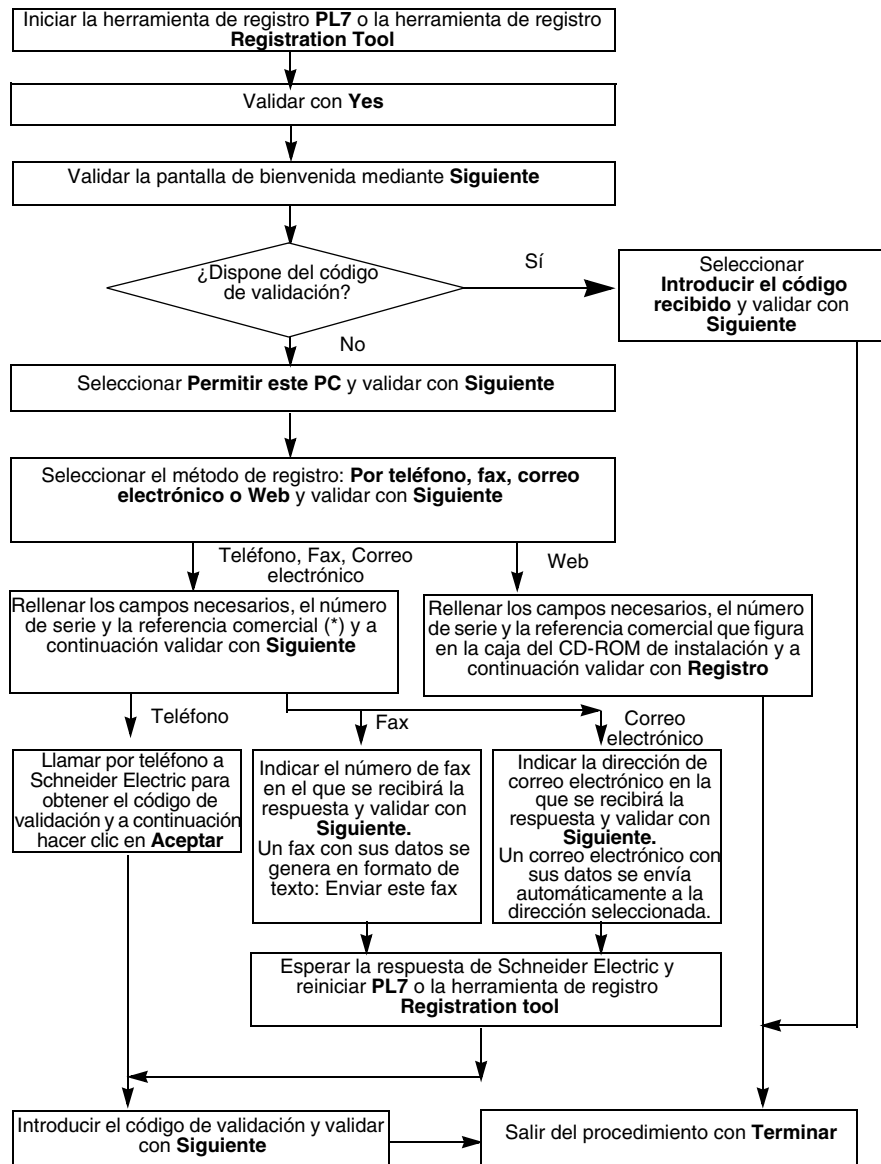 Iniciar la herramienta de registro PL7 o la herramienta de registro
Registration Tool
Validar con Yes
Validar la pantalla de bienvenida mediante Siguiente
¿Dispone del código
de validación?
Sí
Seleccionar
Introducir el código
recibido y validar con
Siguiente
No
Seleccionar Permitir este PC y validar con Siguiente
Seleccionar el método de registro: Por teléfono, fax, correo
electrónico o Web y validar con Siguiente
Teléfono, Fax, Correo
electrónico
Web
Rellenar los campos necesarios, el número
de serie y la referencia comercial (*) y a
continuación validar con Siguiente
Rellenar los campos necesarios, el número
de serie y la referencia comercial que figura
en la caja del CD-ROM de instalación y a
continuación validar con Registro
Teléfono
Fax
Correo
electrónico
Llamar por teléfono a
Schneider Electric para
obtener el código de
validación y a continuación
hacer clic en Aceptar
Indicar el número de fax
en el que se recibirá la
respuesta y validar con
Siguiente.
Un fax con sus datos se
genera en formato de
texto: Enviar este fax
Indicar la dirección de
correo electrónico en la
que se recibirá la
respuesta y validar con
Siguiente.
Un correo electrónico con
sus datos se envía
automáticamente a la
dirección seleccionada.
Esperar la respuesta de Schneider Electric y
reiniciar PL7 o la herramienta de registro
Registration tool
Introducir el código de validación y validar
con Siguiente
Salir del procedimiento con Terminar